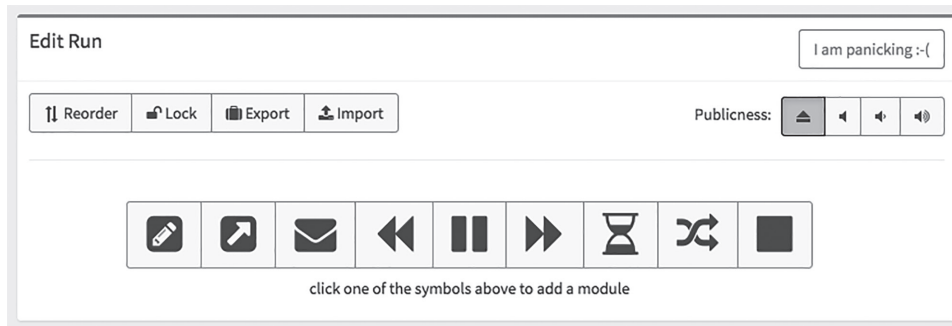 Edit Run
I am panicking :-(
Reorder Lock Export Import
Publicness:
click one of the symbols above to add a module